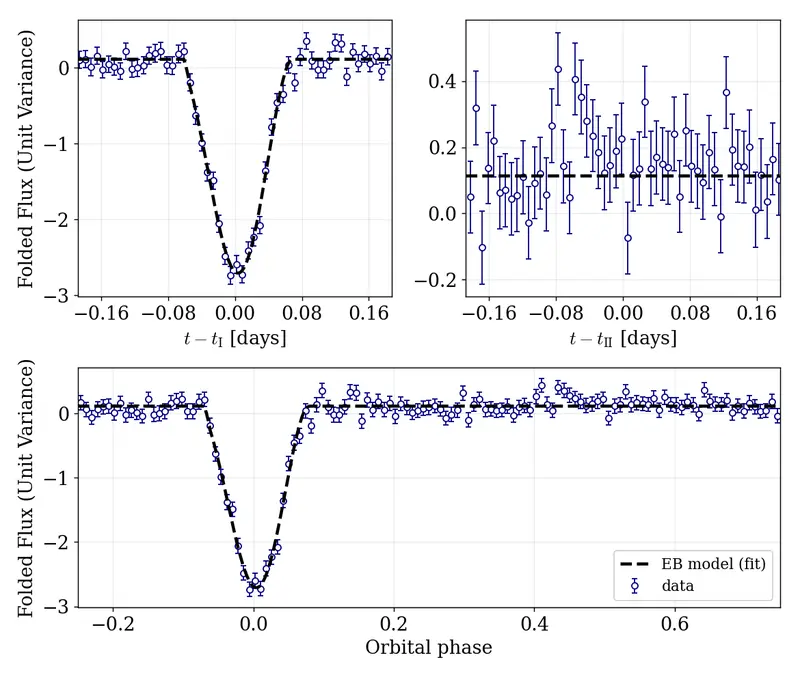 Folded Flux (Unit Variance)
0
−1
−2
−3
−0.16 −0.08 0.00 0.08 0.16
t − tI [days]
0.4
0.2
0.0
−0.2
−0.16 −0.08 0.00 0.08 0.16
t − tII [days]
Folded Flux (Unit Variance)
0
−1
−2
−3
−0.2 0.0 0.2 0.4 0.6
Orbital phase
EB model (fit)
data